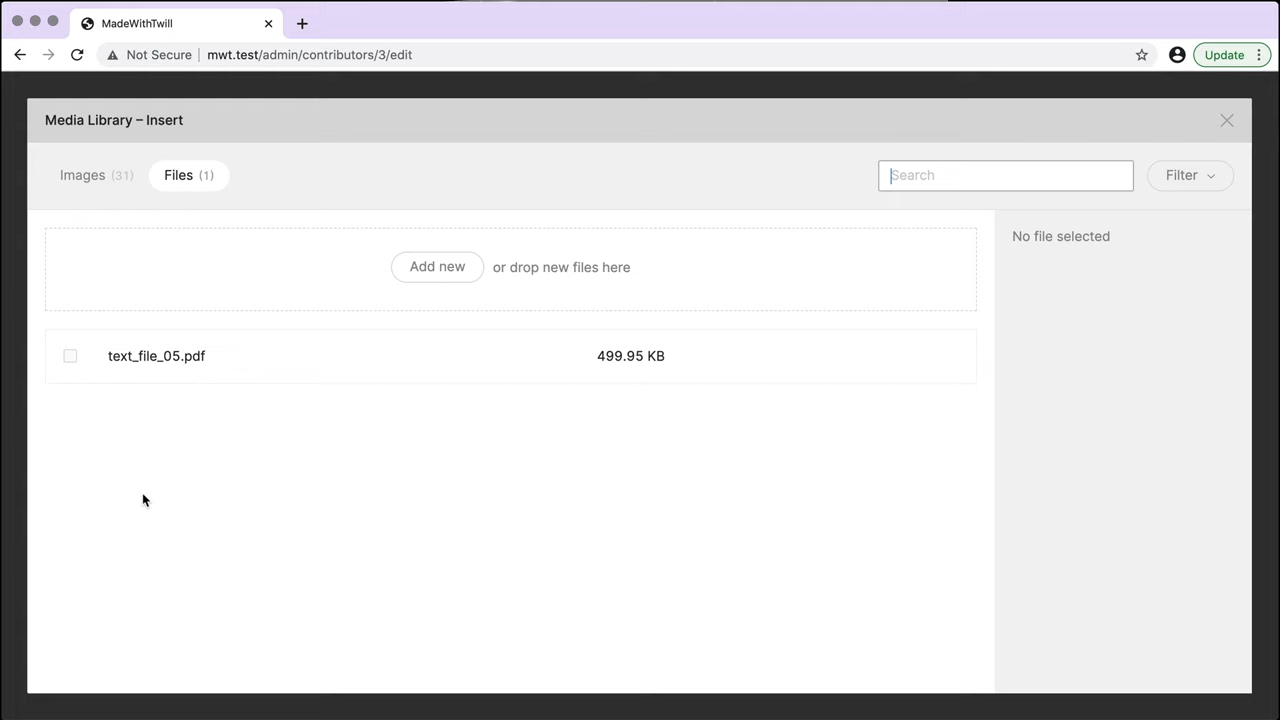 MadeWithTwill
Not Secure mwt.test/admin/contributors/3/edit
Update
Media Library – Insert
Images (31) Files (1)
Search
Filter
No file selected
Add new or drop new files here
text_file_05.pdf 499.95 KB